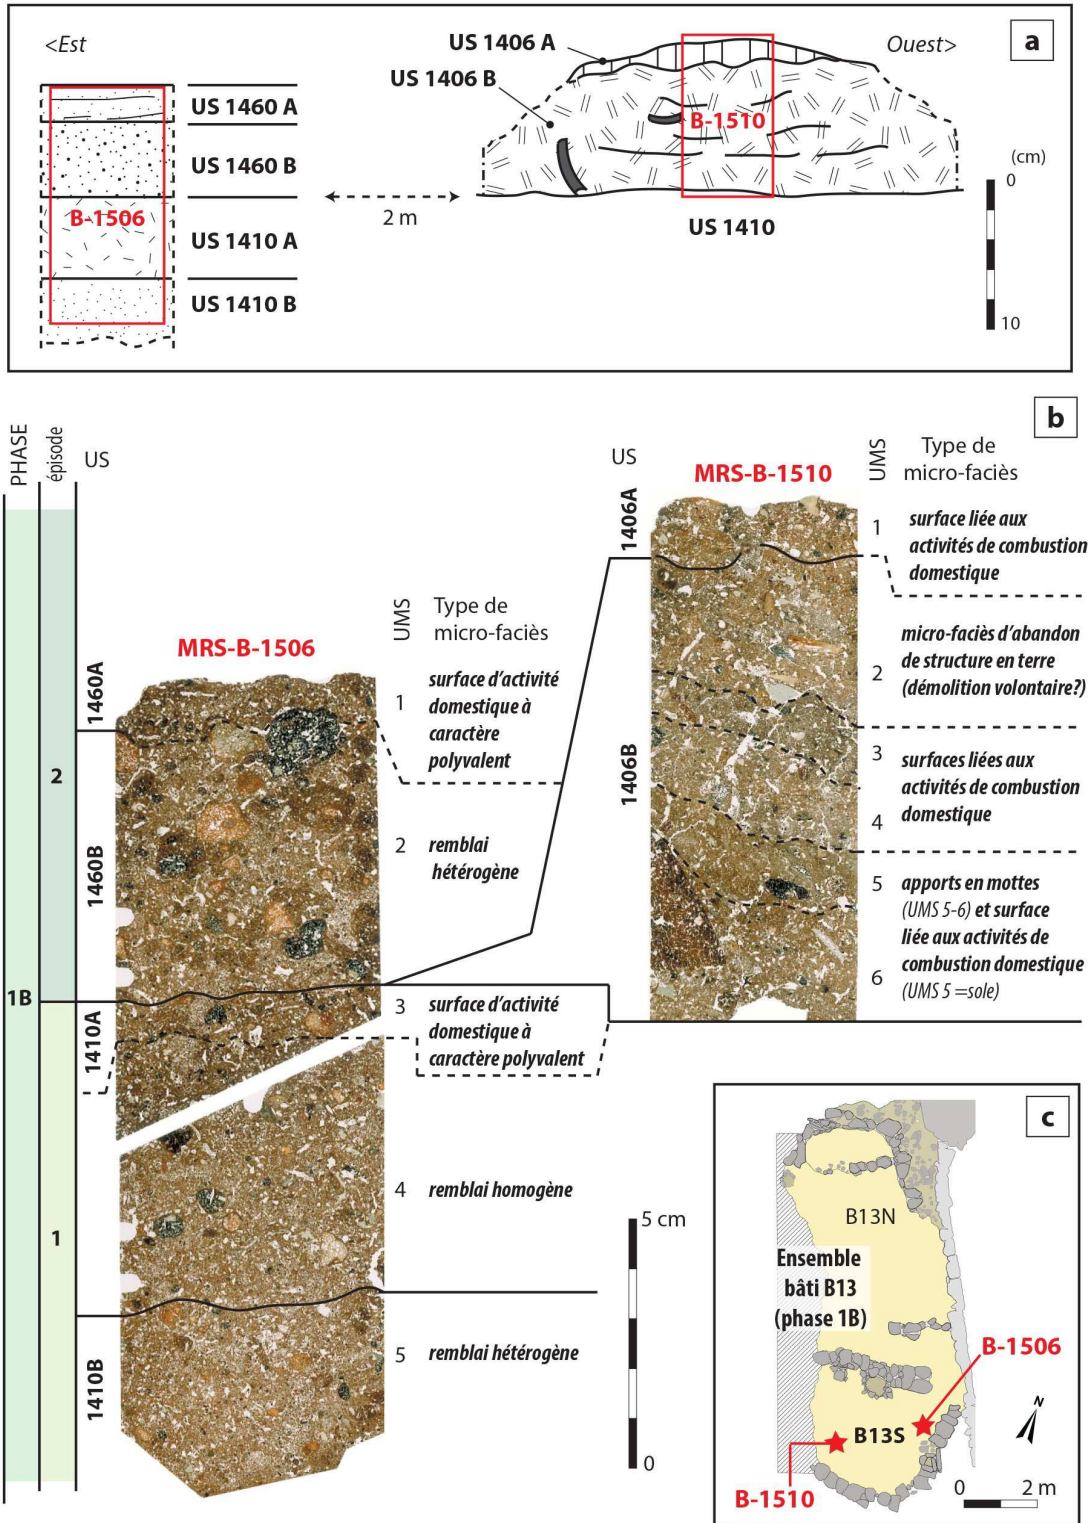 a
<Est
Ouest>
US 1406 A
US 1406 B
US 1460 A
US 1460 B
B-1506
US 1410 A
US 1410 B
2 m
B-1510
US 1410
(cm)
0
10
b
PHASE
épisode
US
1B
2
1
1460A
1460B
1410A
1410B
MRS-B-1506
UMS
Type de
micro-faciès
1
surface d'activité
domestique à
caractère
polyvalent
2
remblai
hétérogène
3
surface d'activité
domestique à
caractère polyvalent
4
remblai homogène
5
remblai hétérogène
US
1406A
1406B
MRS-B-1510
UMS
Type de
micro-faciès
1
surface liée aux
activités de combustion
domestique
2
micro-faciès d'abandon
de structure en terre
(démolition volontaire?)
3
surfaces liées aux
activités de combustion
domestique
4
5
apports en mottes
(UMS 5-6) et surface
liée aux activités de
combustion domestique
(UMS 5 =sole)
6
5 cm
0
c
B13N
Ensemble
bâti B13
(phase 1B)
B-1506
B13S
B-1510
N
0
2 m